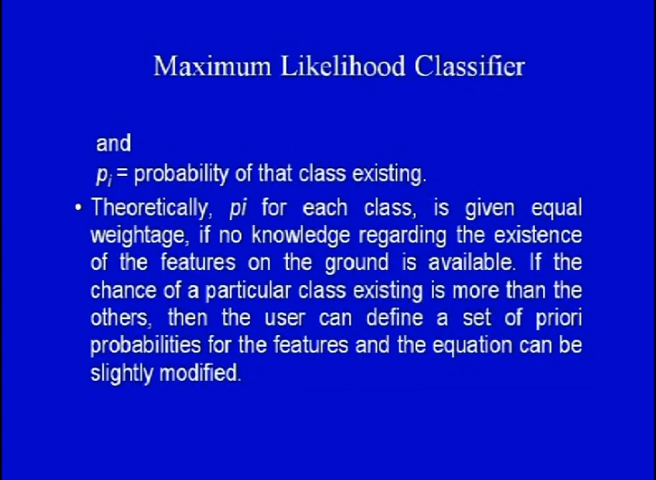 Maximum Likelihood Classifier
and
pi = probability of that class existing.
• Theoretically, pi for each class, is given equal
weightage, if no knowledge regarding the existence
of the features on the ground is available. If the
chance of a particular class existing is more than the
others, then the user can define a set of priori
probabilities for the features and the equation can be
slightly modified.